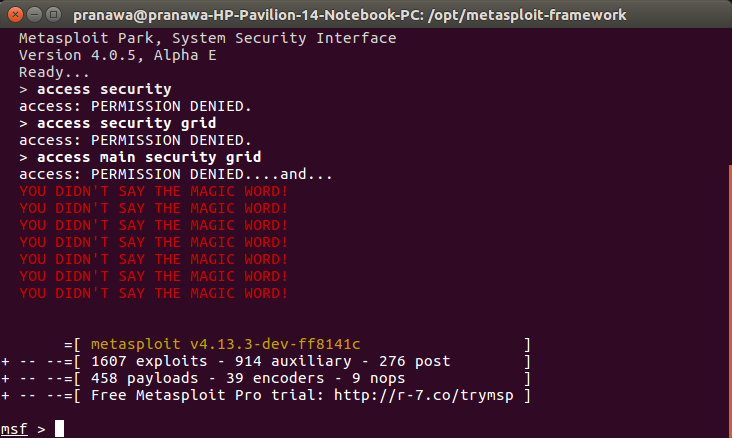 pranawa@pranawa-HP-Pavilion-14-Notebook-PC: /opt/metasploit-framework
Metasploit Park, System Security Interface
Version 4.0.5, Alpha E
Ready...
> access security
access: PERMISSION DENIED.
> access security grid
access: PERMISSION DENIED.
> access main security grid
access: PERMISSION DENIED....and...
YOU DIDN'T SAY THE MAGIC WORD!
YOU DIDN'T SAY THE MAGIC WORD!
YOU DIDN'T SAY THE MAGIC WORD!
YOU DIDN'T SAY THE MAGIC WORD!
YOU DIDN'T SAY THE MAGIC WORD!
YOU DIDN'T SAY THE MAGIC WORD!
YOU DIDN'T SAY THE MAGIC WORD!
=[ metasploit v4.13.3-dev-ff8141c ]
+ -- --=[ 1607 exploits - 914 auxiliary - 276 post ]
+ -- --=[ 458 payloads - 39 encoders - 9 nops ]
+ -- --=[ Free Metasploit Pro trial: http://r-7.co/trymsp ]
msf >